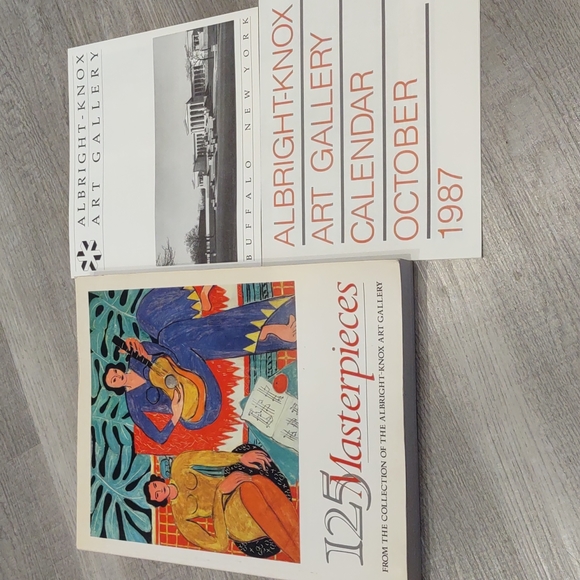 ALBRIGHT-KNOX
ART GALLERY
BUFFALO NEW YORK
ALBRIGHT-KNOX
ART GALLERY
CALENDAR
OCTOBER
1987
125
Masterpieces
FROM THE COLLECTION OF THE ALBRIGHT-KNOX ART GALLERY